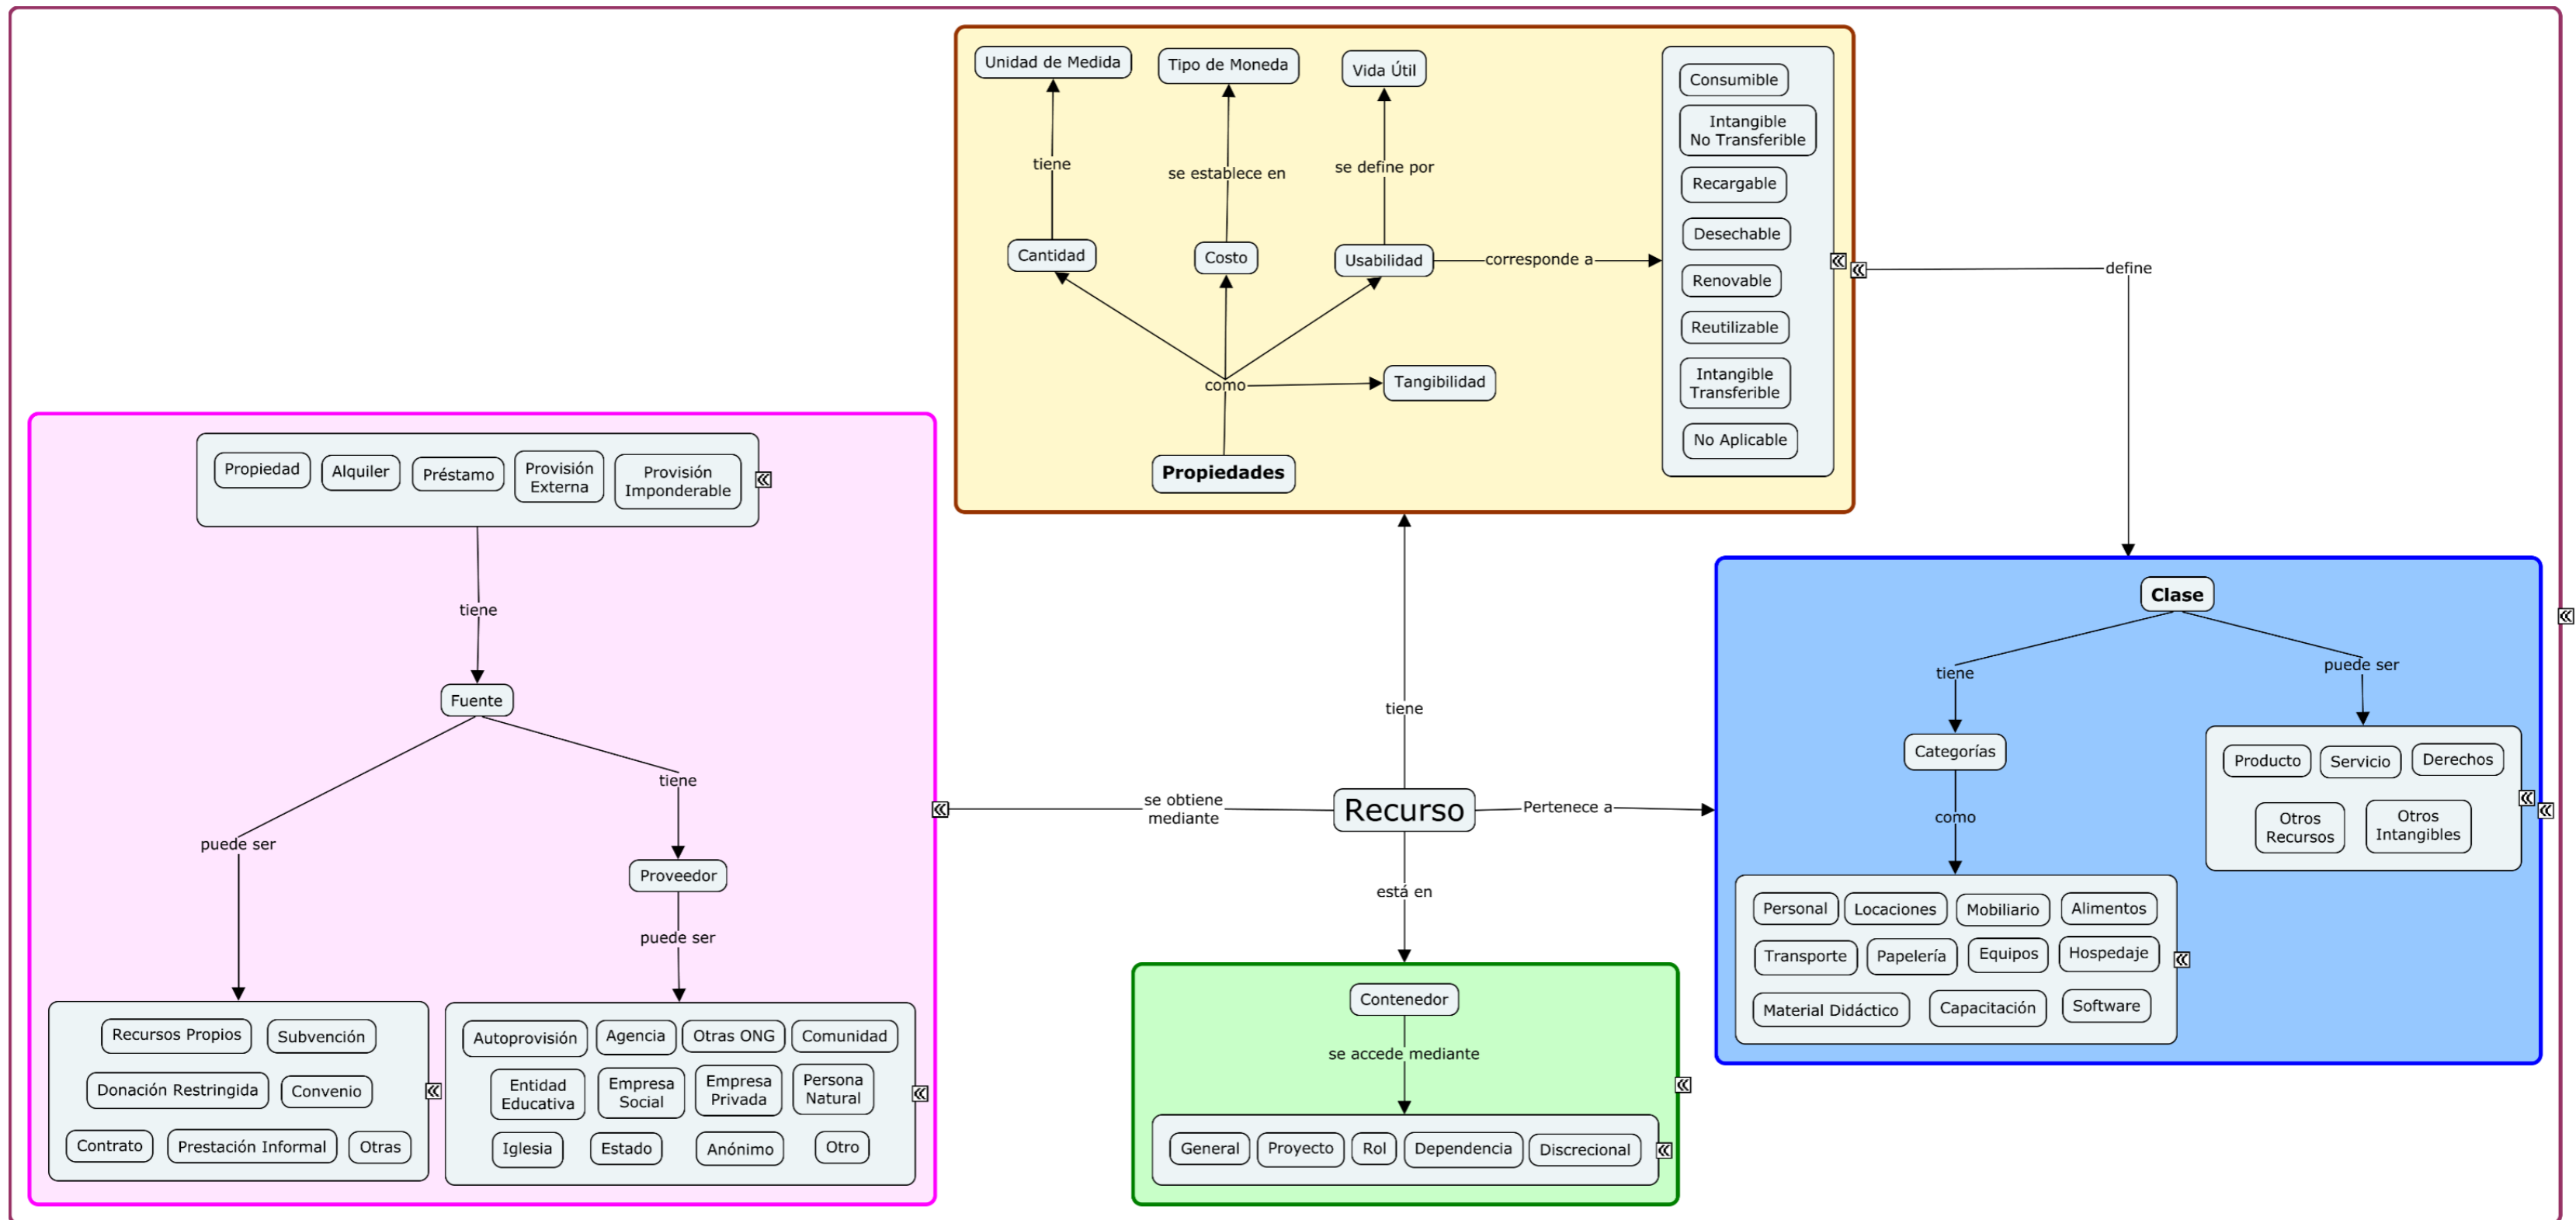 Unidad de Medida
Tipo de Moneda
Vida Útil
tiene
se establece en
se define por
Cantidad
Costo
Usabilidad
corresponde a
como
Tangibilidad
Propiedades
Consumible
Intangible
No Transferible
Recargable
Desechable
Renovable
Reutilizable
Intangible
Transferible
No Aplicable
define
Propiedad
Alquiler
Préstamo
Provisión
Externa
Provisión
Imponderable
tiene
Fuente
puede ser
tiene
Proveedor
puede ser
Recursos Propios
Subvención
Donación Restringida
Convenio
Contrato
Prestación Informal
Otras
Autoprovisión
Agencia
Otras ONG
Comunidad
Entidad
Educativa
Empresa
Social
Empresa
Privada
Persona
Natural
Iglesia
Estado
Anónimo
Otro
tiene
se obtiene
mediante
Recurso
Pertenece a
está en
Contenedor
se accede mediante
General
Proyecto
Rol
Dependencia
Discrecional
Clase
tiene
puede ser
Categorías
como
Producto
Servicio
Derechos
Otros
Recursos
Otros
Intangibles
Personal
Locaciones
Mobiliario
Alimentos
Transporte
Papelería
Equipos
Hospedaje
Material Didáctico
Capacitación
Software